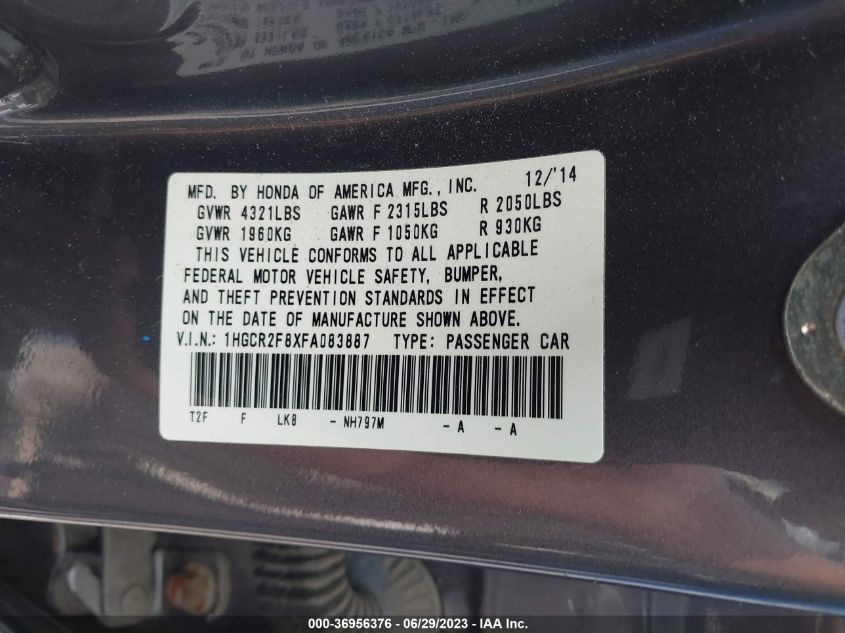 MFD. BY HONDA OF AMERICA MFG., INC. 12/'14
GVWR 4321LBS GAWR F 2315LBS R 2050LBS
GVWR 1960KG GAWR F 1050KG R 930KG
THIS VEHICLE CONFORMS TO ALL APPLICABLE
FEDERAL MOTOR VEHICLE SAFETY, BUMPER,
AND THEFT PREVENTION STANDARDS IN EFFECT
ON THE DATE OF MANUFACTURE SHOWN ABOVE.
V.I.N.: 1HGCR2F8XFA083887 TYPE: PASSENGER CAR
T2F F LK8 - NH797M - A - A
000-36956376 - 06/29/2023 - IAA Inc.